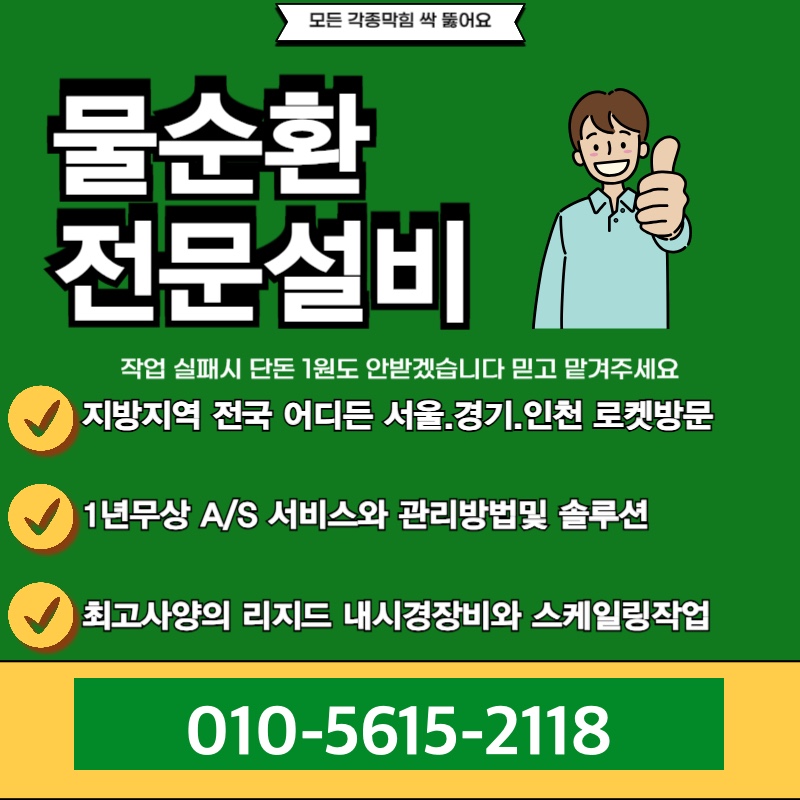 모든 각종막힘 싹 뚫어요
물순환
전문설비
작업 실패시 단돈 1원도 안받겠습니다 믿고 맡겨주세요
지방지역 전국 어디든 서울.경기.인천 로켓방문
1년무상 A/S 서비스와 관리방법및 솔루션
최고사양의 리지드 내시경장비와 스케일링작업
010-5615-2118